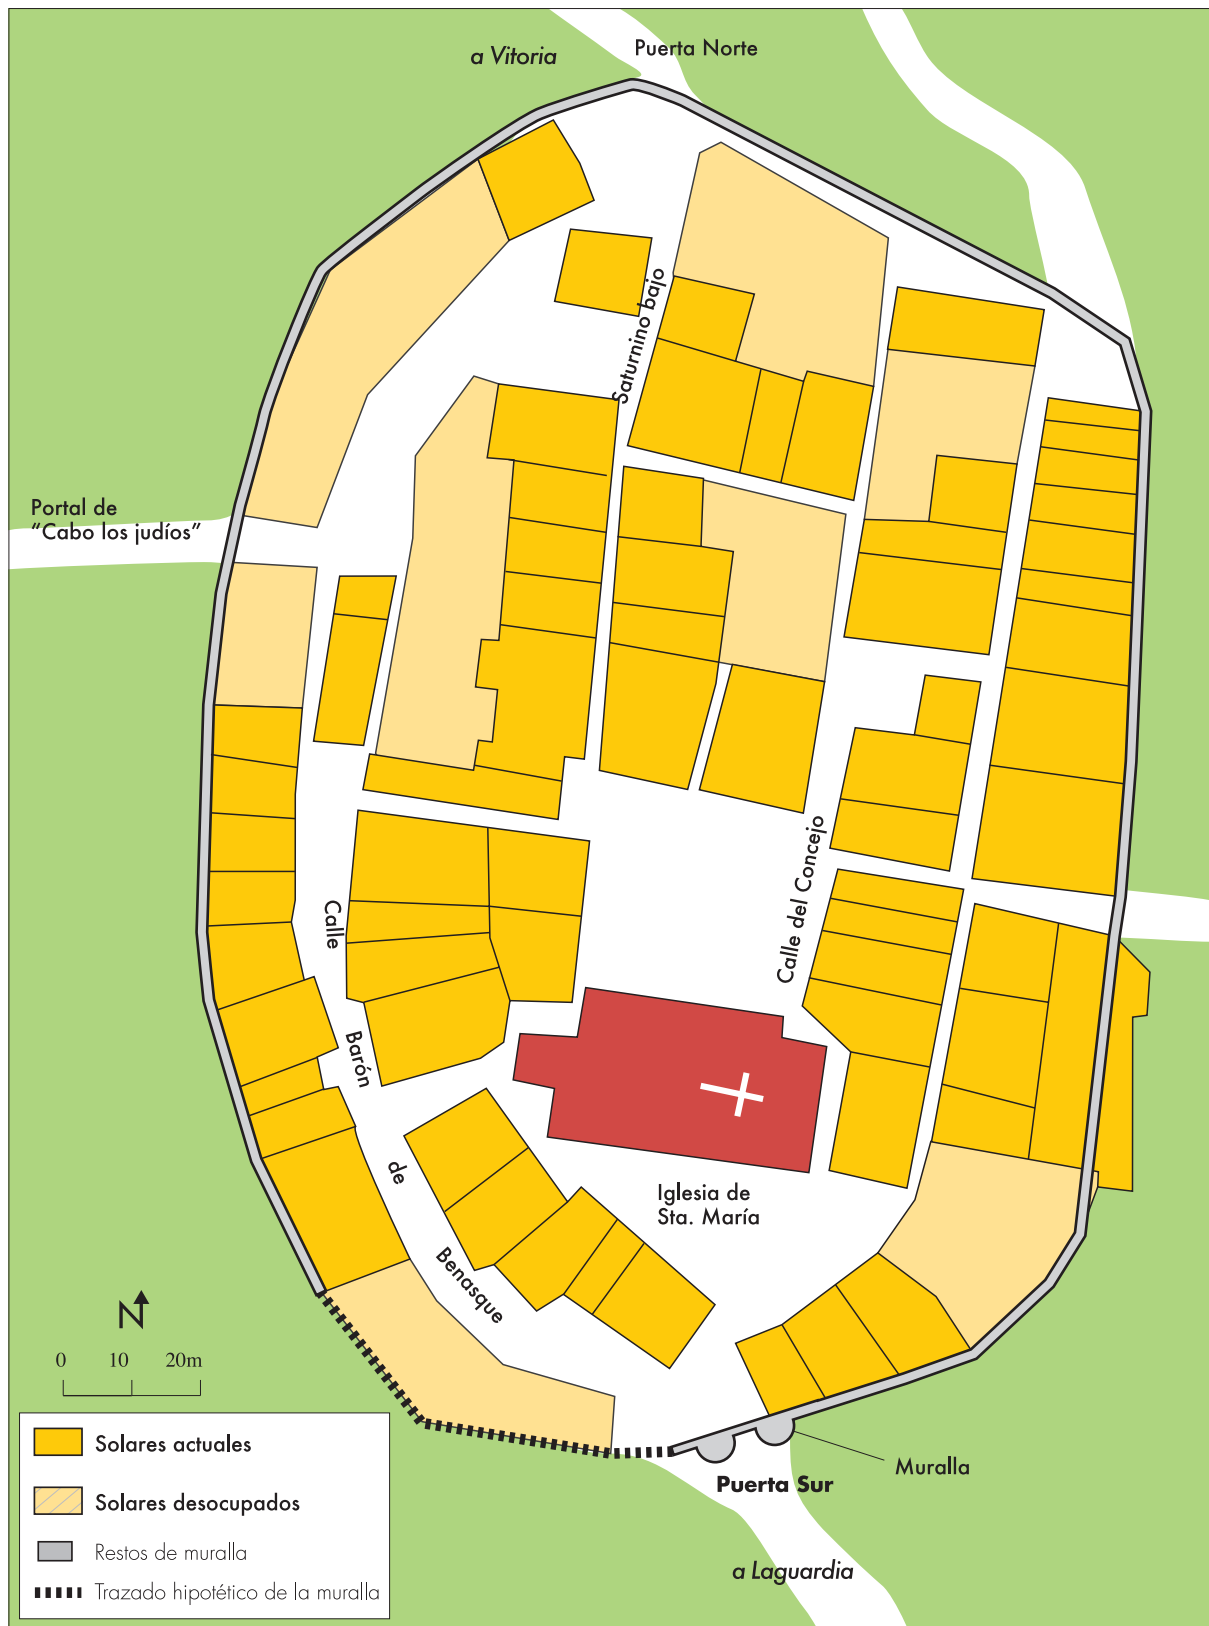 a Vitoria
Puerta Norte
Saturnino bajo
Portal de
“Cabo los judíos”
Calle del Concejo
Calle
Barón
de
Benasque
Iglesia de
Sta. María
N
0 10 20m
Solares actuales
Solares desocupados
Restos de muralla
Trazado hipotético de la muralla
Muralla
Puerta Sur
a Laguardia